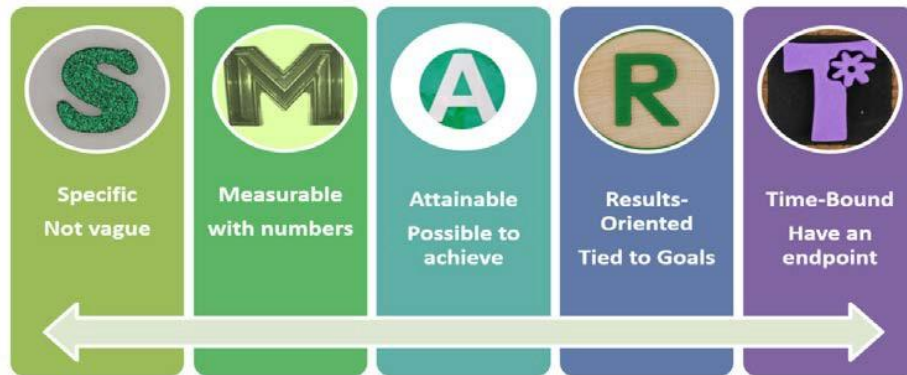 S
Specific
Not vague
M
Measurable
with numbers
A
Attainable
Possible to
achieve
R
Results-
Oriented
Tied to Goals
T
Time-Bound
Have an
endpoint